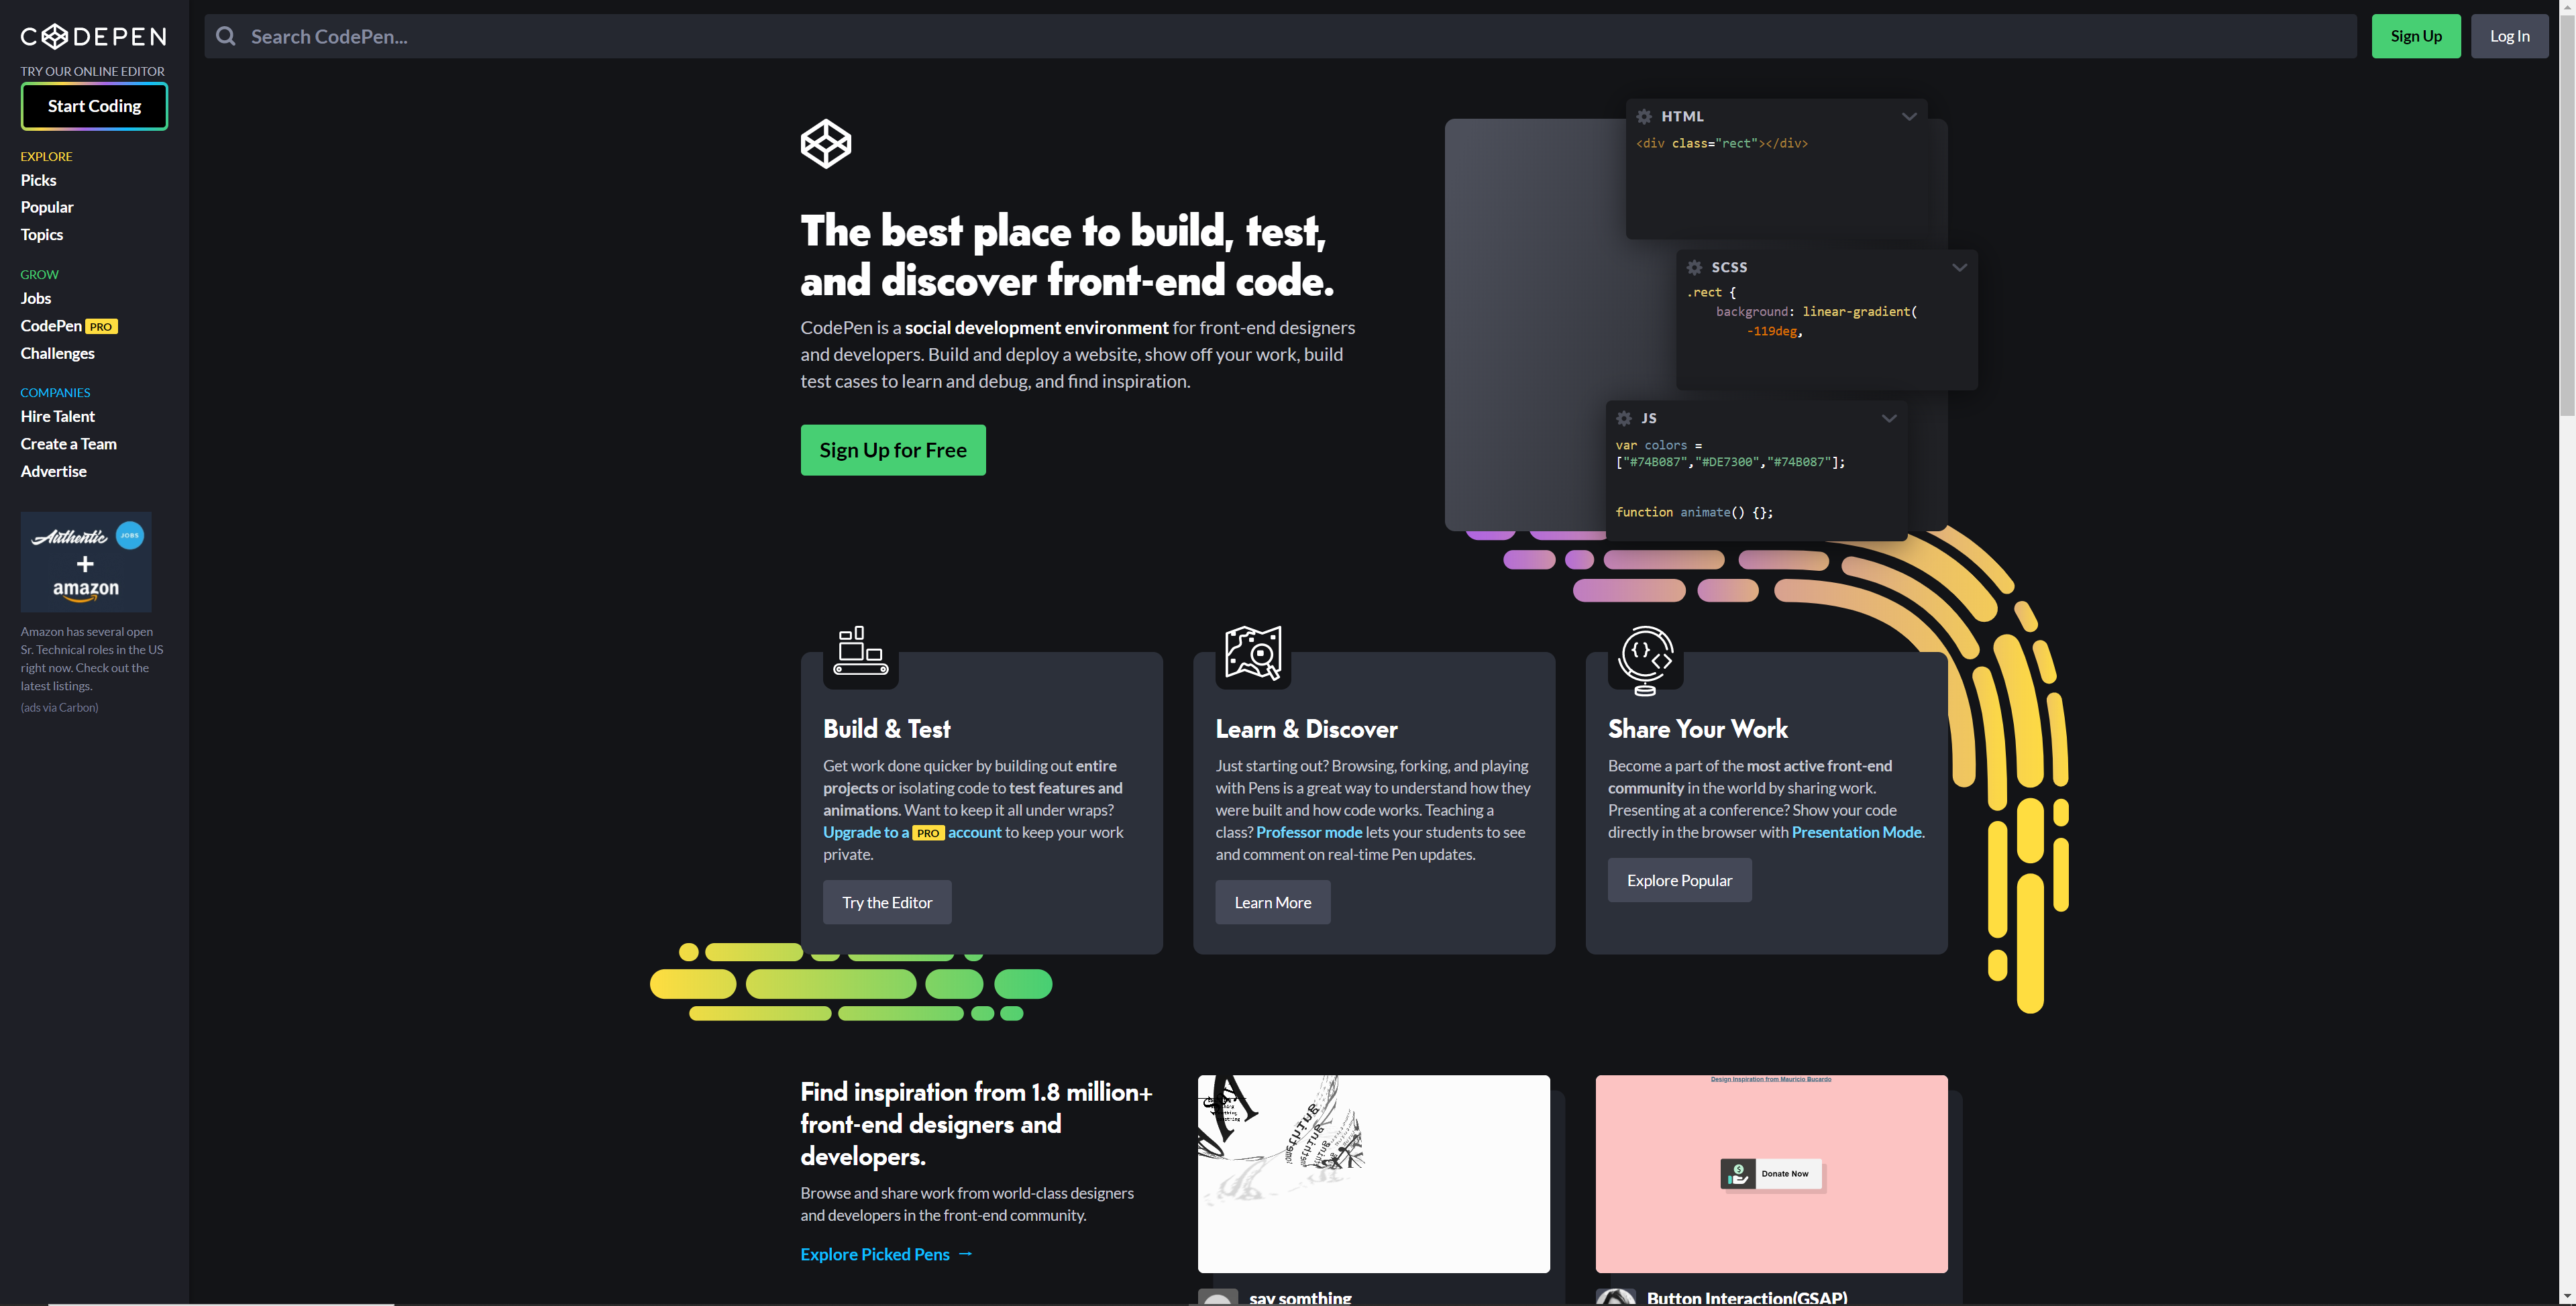 CODEPEN
TRY OUR ONLINE EDITOR
Start Coding
EXPLORE
Picks
Popular
Topics
GROW
Jobs
CodePen PRO
Challenges
COMPANIES
Hire Talent
Create a Team
Advertise
Authentic JOBS
+
amazon
Amazon has several open
Sr. Technical roles in the US
right now. Check out the
latest listings.
(ads via Carbon)
Search CodePen...
Sign Up
Log In
The best place to build, test,
and discover front-end code.
CodePen is a social development environment for front-end designers
and developers. Build and deploy a website, show off your work, build
test cases to learn and debug, and find inspiration.
Sign Up for Free
HTML
<div class="rect"></div>
SCSS
.rect {
background: linear-gradient(
-119deg,
JS
var colors =
["#74B087","#DE7300","#74B087"];
function animate() {};
Build & Test
Get work done quicker by building out entire
projects or isolating code to test features and
animations. Want to keep it all under wraps?
Upgrade to a PRO account to keep your work
private.
Try the Editor
Learn & Discover
Just starting out? Browsing, forking, and playing
with Pens is a great way to understand how they
were built and how code works. Teaching a
class? Professor mode lets your students to see
and comment on real-time Pen updates.
Learn More
Share Your Work
Become a part of the most active front-end
community in the world by sharing work.
Presenting at a conference? Show your code
directly in the browser with Presentation Mode.
Explore Popular
Find inspiration from 1.8 million+
front-end designers and
developers.
Browse and share work from world-class designers
and developers in the front-end community.
Explore Picked Pens →
say somthing
Design Inspiration from Mauricio Bucardo
Donate Now
Button Interaction(GSAP)